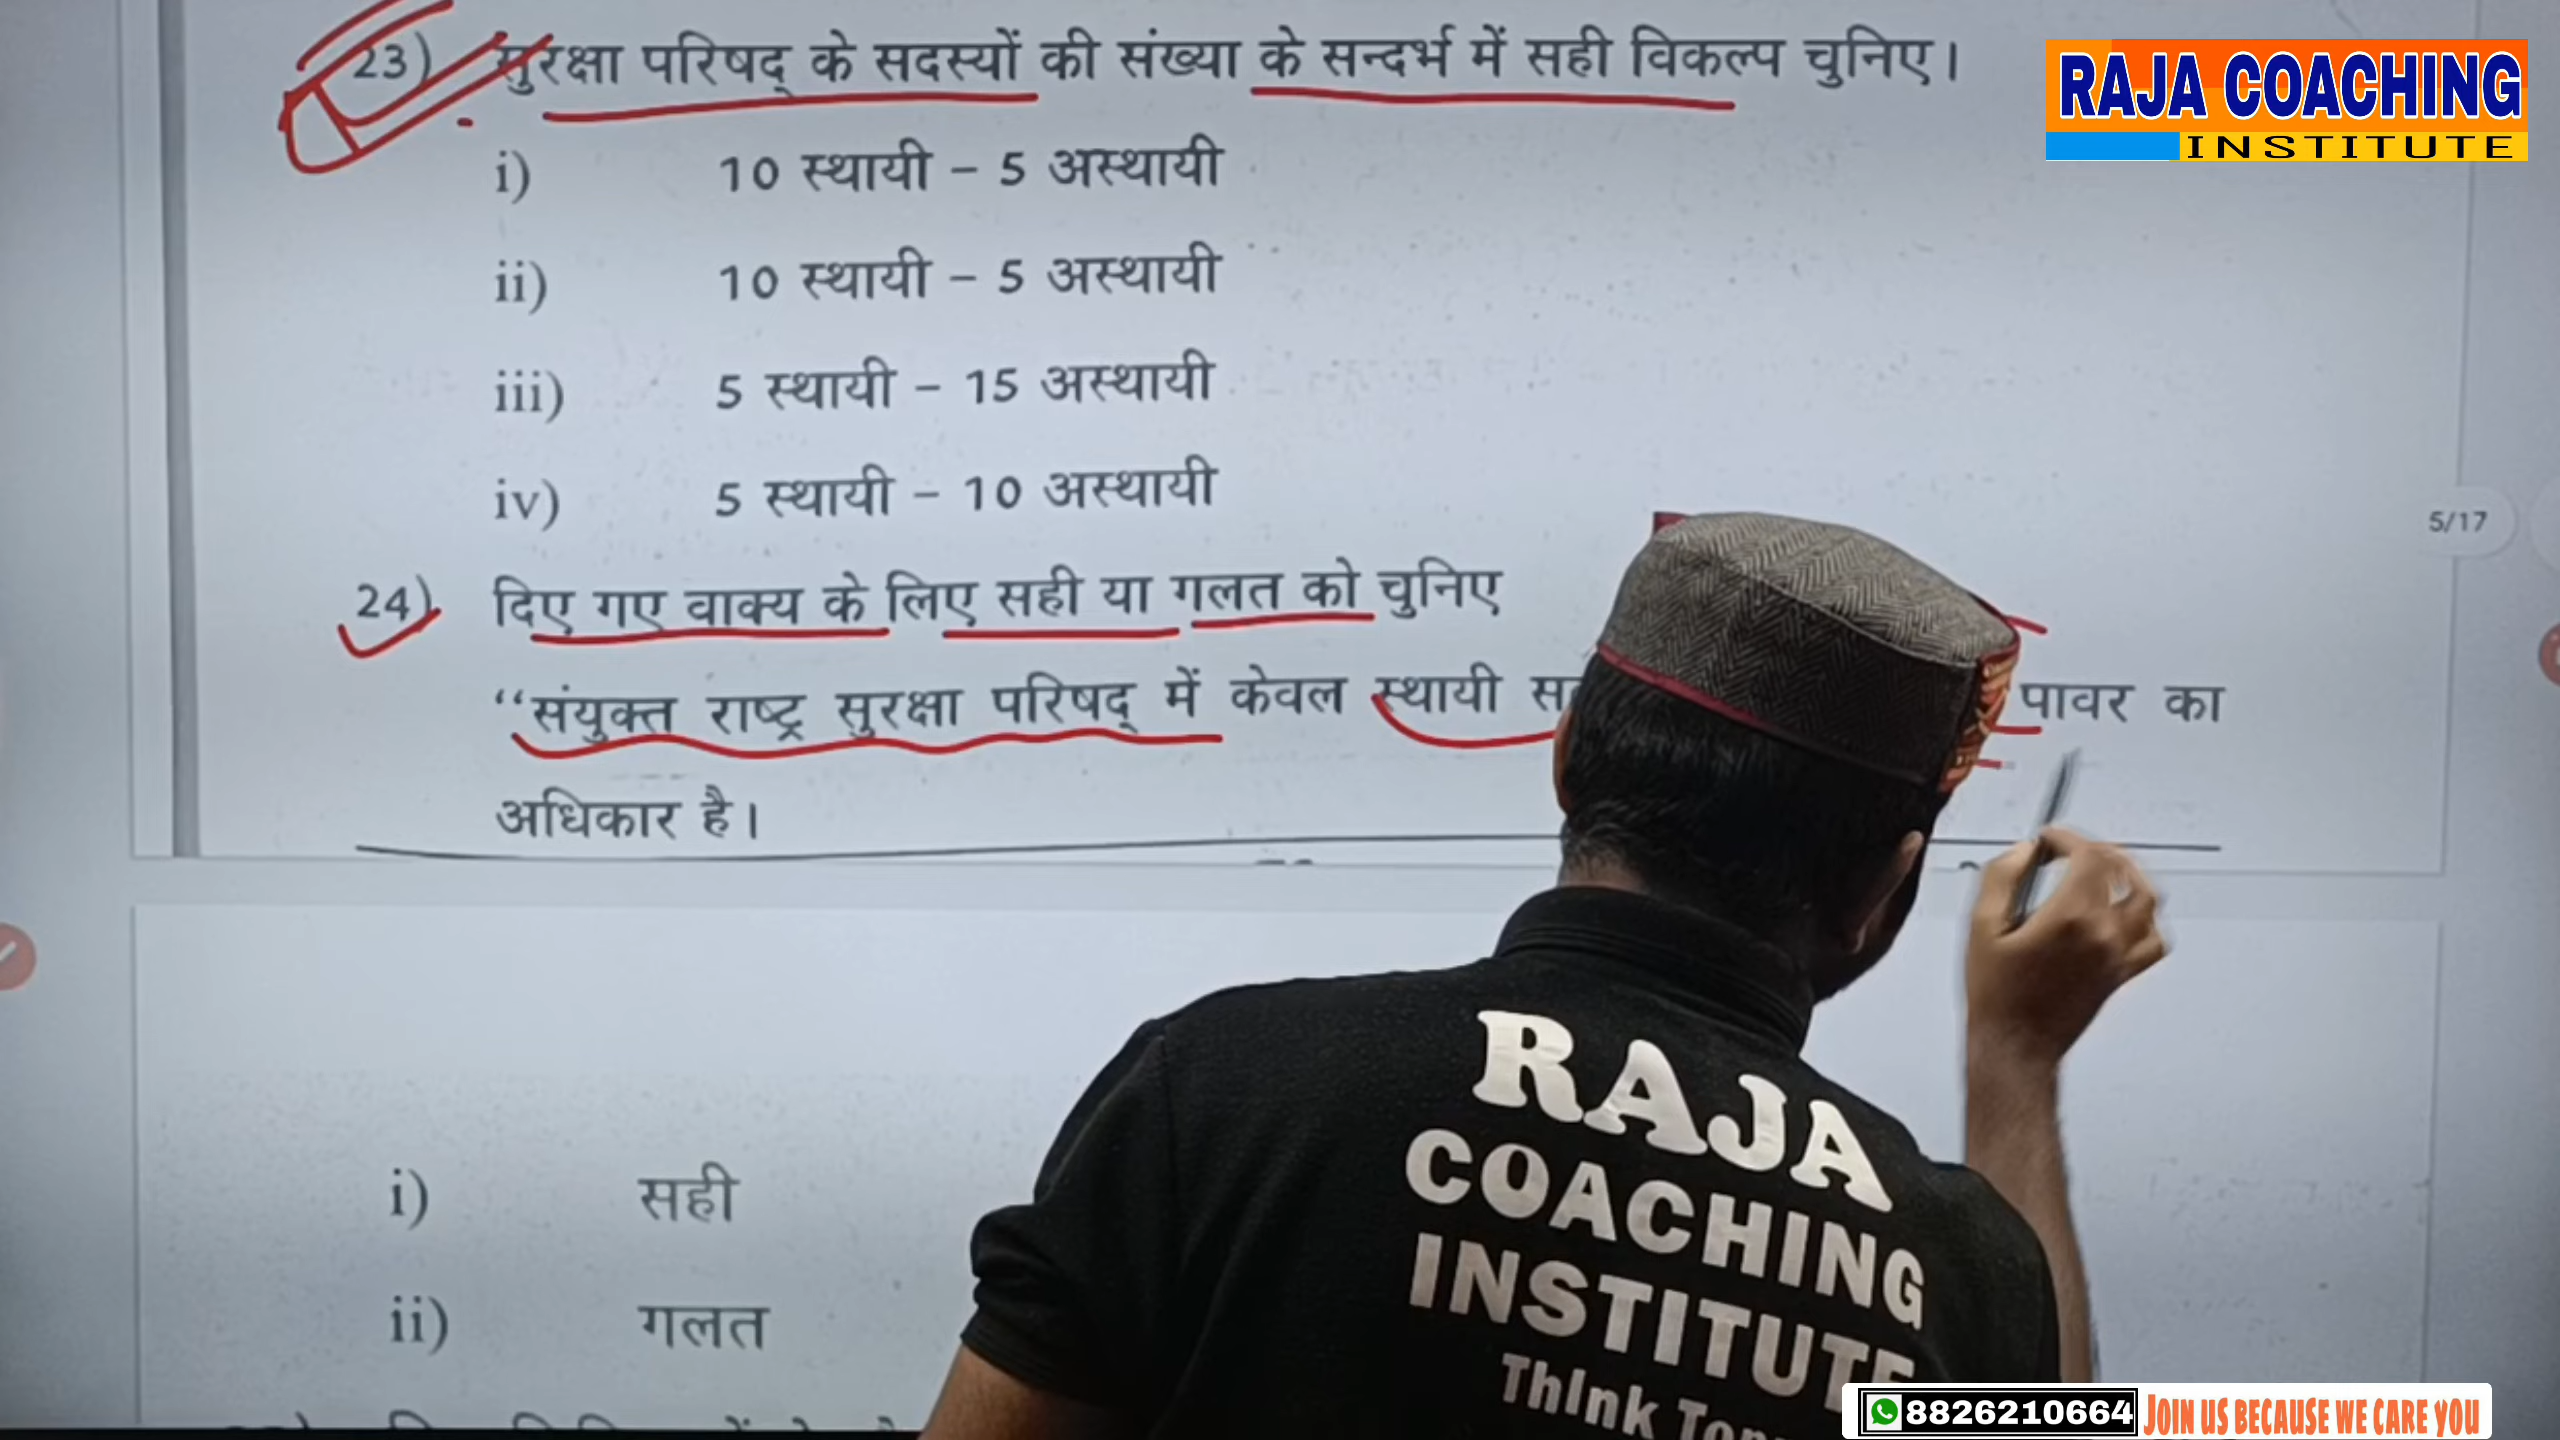 23) सुरक्षा परिषद् के सदस्यों की संख्या के सन्दर्भ में सही विकल्प चुनिए।
i) 10 स्थायी – 5 अस्थायी
ii) 10 स्थायी – 5 अस्थायी
iii) 5 स्थायी – 15 अस्थायी
iv) 5 स्थायी – 10 अस्थायी
24) दिए गए वाक्य के लिए सही या गलत को चुनिए
“संयुक्त राष्ट्र सुरक्षा परिषद् में केवल स्थायी पावर का
अधिकार है।
i) सही
ii) गलत
RAJA COACHING
INSTITUTE
5/17
RAJA
COACHING
INSTITUTE
Think
8826210664 JOIN US BECAUSE WE CARE YOU